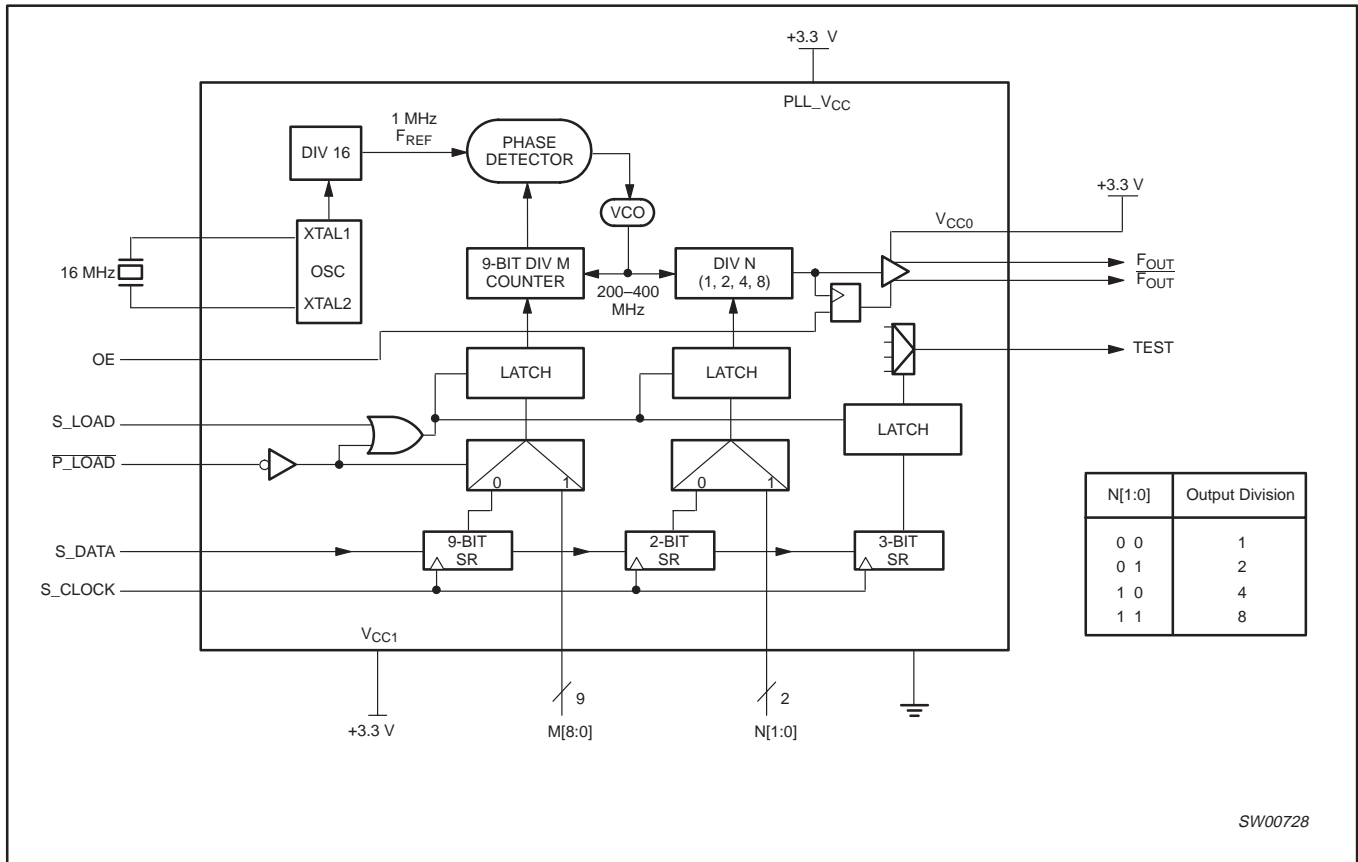 +3.3 V
PLL_VCC
1 MHz
FREF
DIV 16
PHASE
DETECTOR
+3.3 V
VCO
VCC0
XTAL1
16 MHz
OSC
XTAL2
9-BIT DIV M
COUNTER
200–400
MHz
DIV N
(1, 2, 4, 8)
FOUT
FOUT
OE
LATCH
LATCH
TEST
S_LOAD
LATCH
P_LOAD
0 1
0 1
N[1:0] Output Division
0 0 1
0 1 2
1 0 4
1 1 8
S_DATA
9-BIT
SR
2-BIT
SR
3-BIT
SR
S_CLOCK
VCC1
+3.3 V
9
M[8:0]
2
N[1:0]
SW00728